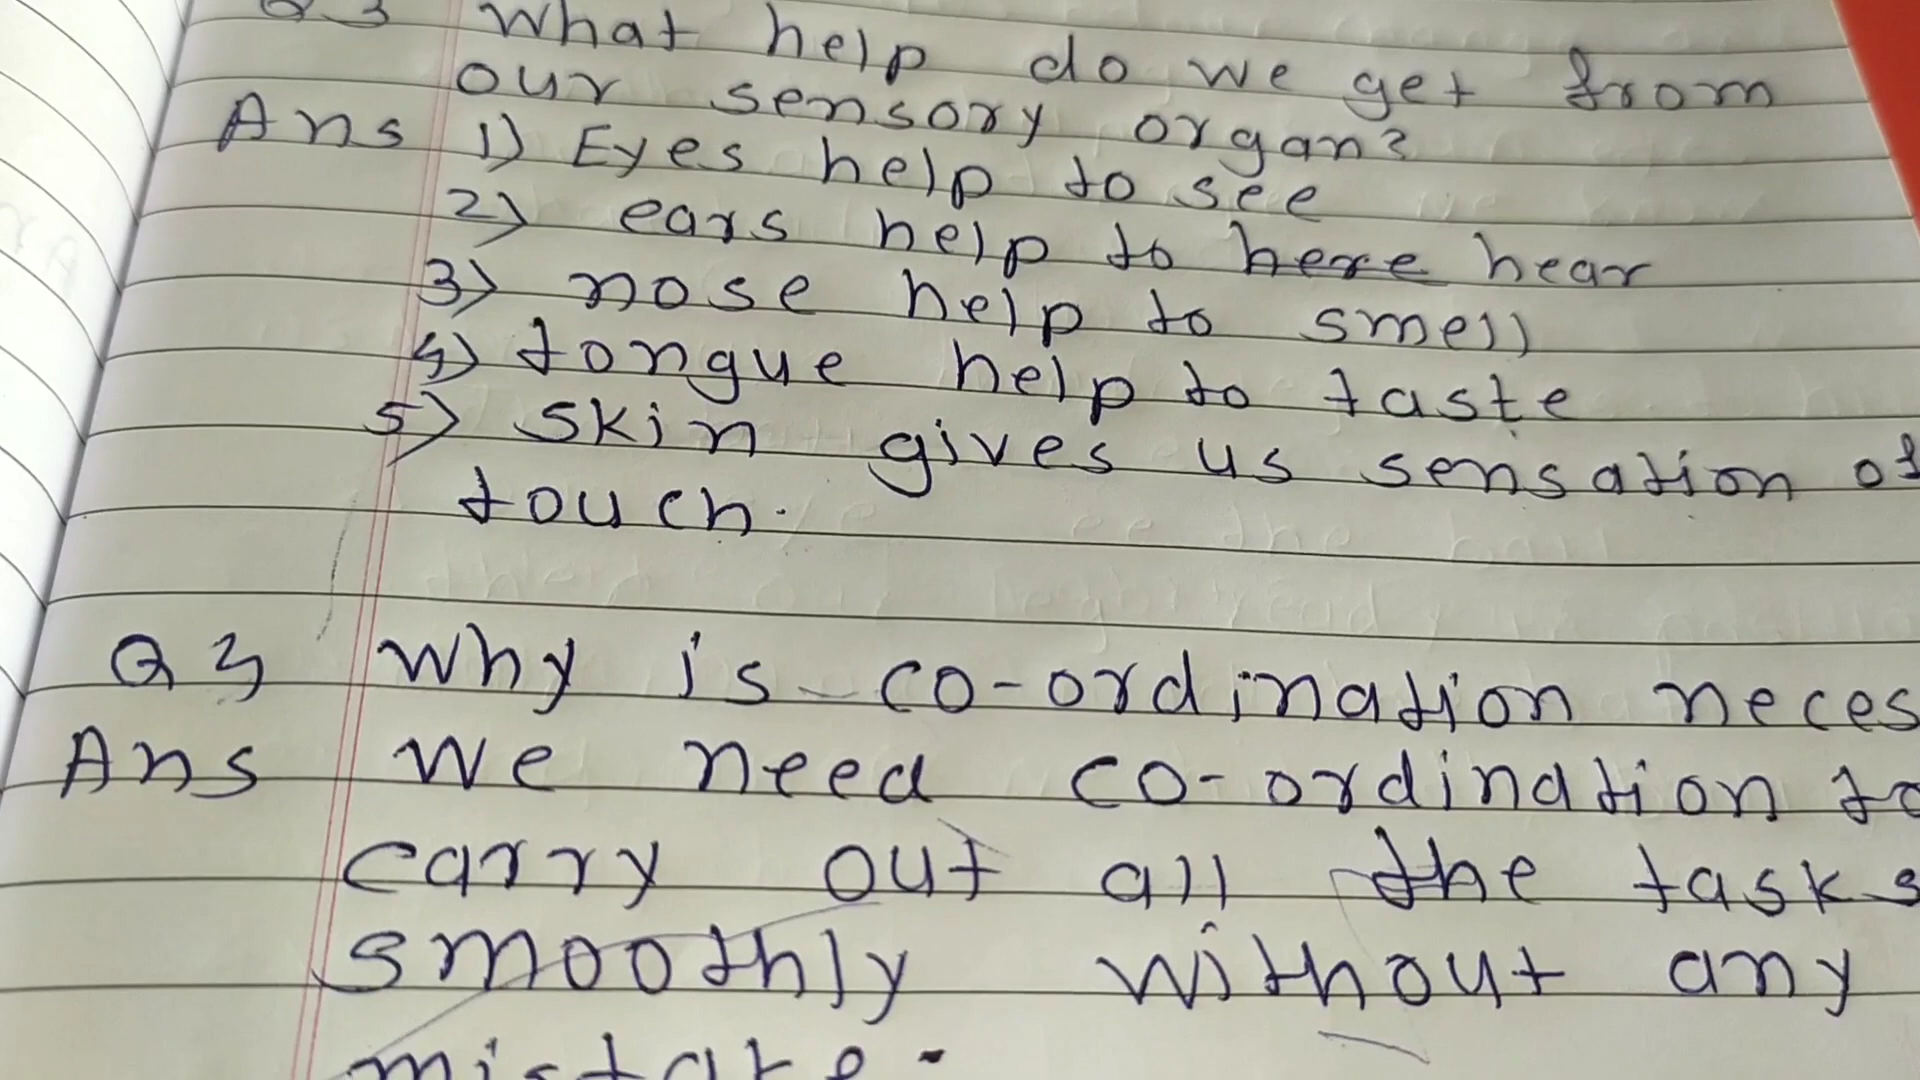 Q3 What help do we get from
our sensory organ?
Ans 1) Eyes help to see
2) ears help to here hear
3) nose help to smell
4) tongue help to taste
5) skin gives us sensation of
touch.
Q3 Why is co-ordination neces
Ans We need co-ordination to
carry out all the tasks
smoothly without any
mistake.